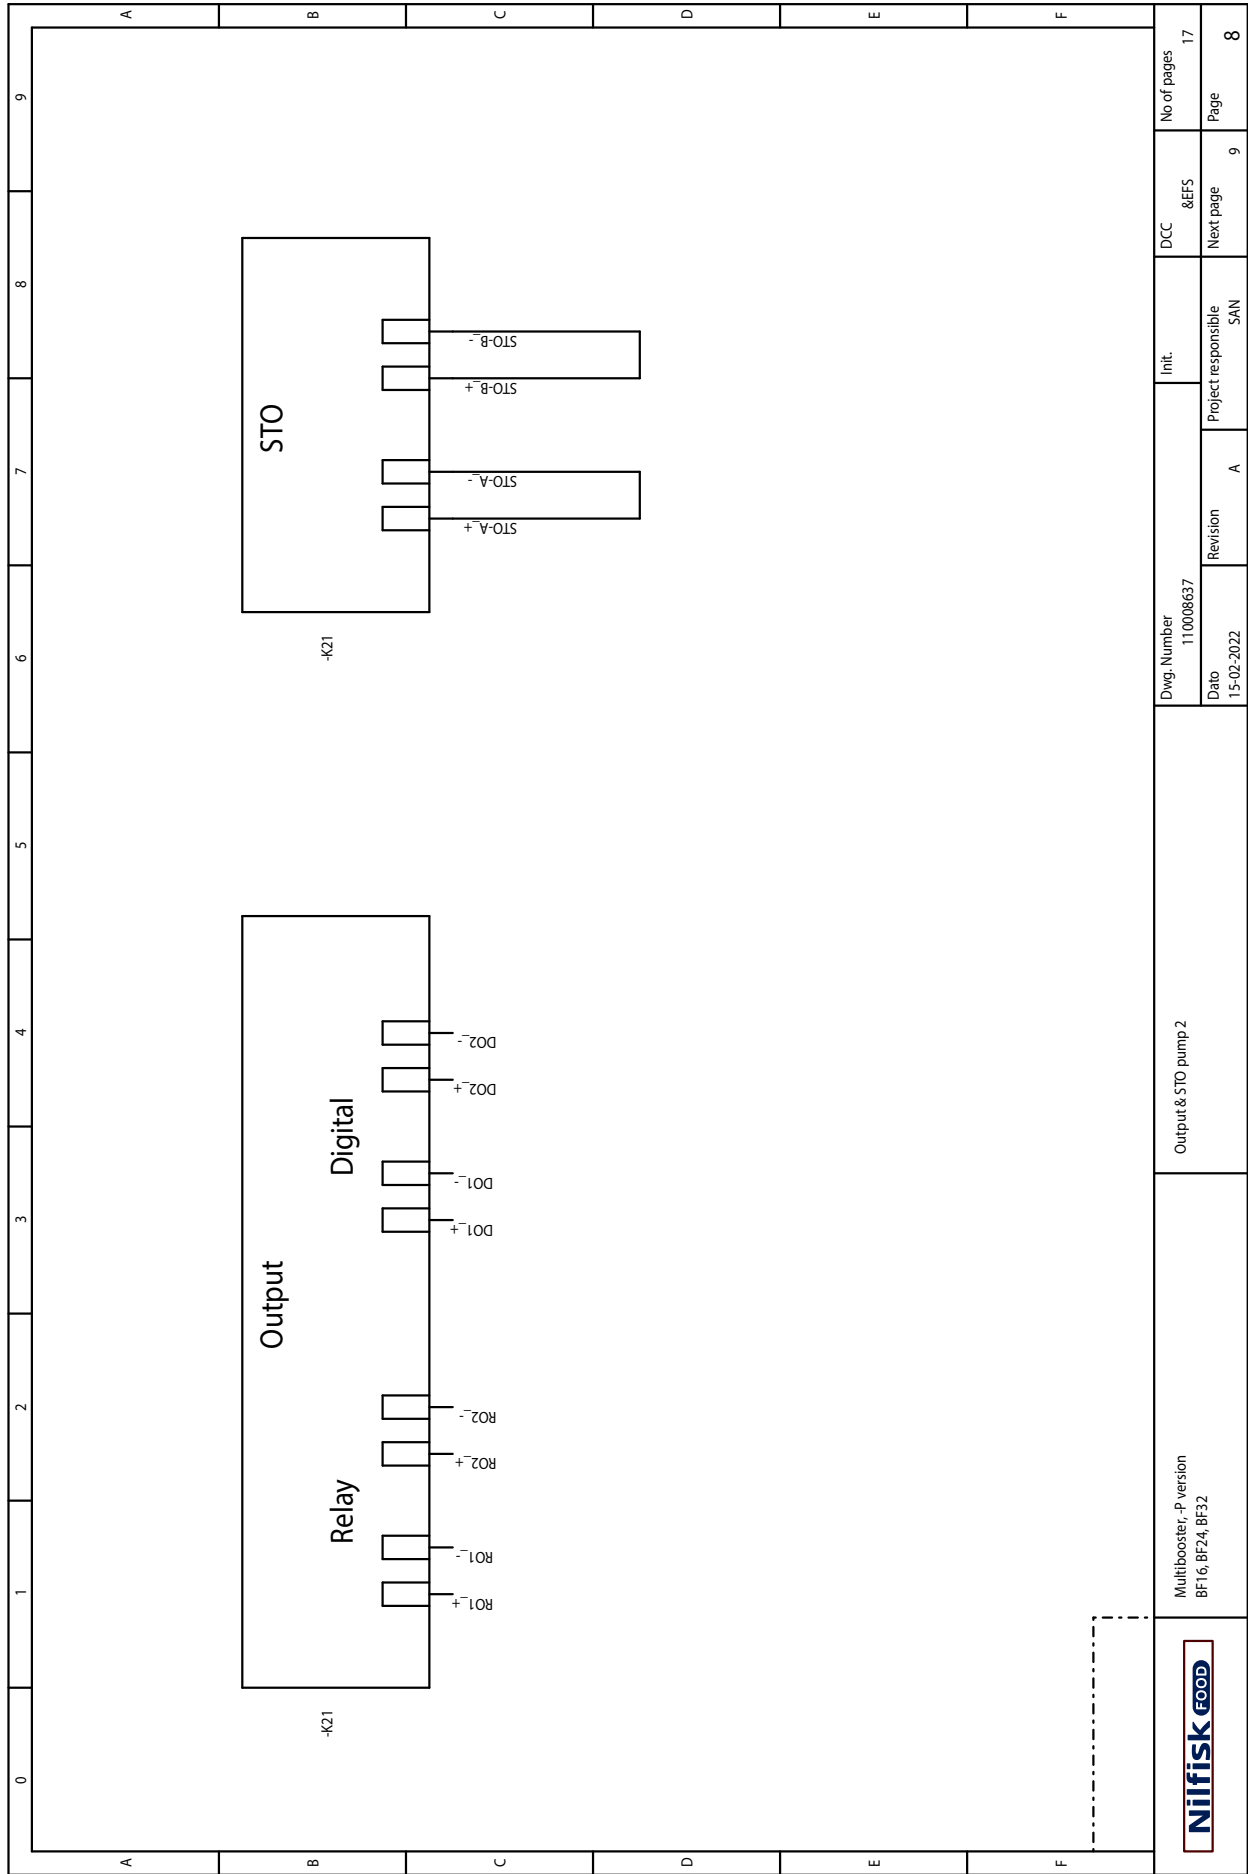 0 1 2 3 4 5 6 7 8 9
A
B
C
D
E
F
A
B
C
D
E
F
-K21
Output
Relay
Digital
RO1_+
RO1_-
RO2_+
RO2_-
DO1_+
DO1_-
DO2_+
DO2_-
-K21
STO
STO-A_+
STO-A_-
STO-B_+
STO-B_-
Nilfisk FOOD
Multibooster, -P version
BF16, BF24, BF32
Output & STO pump 2
Dwg. Number
110008637
Init.
DCC
&EFS
No of pages
17
Dato
15-02-2022
Revision
A
Project responsible
SAN
Next page
9
Page
8